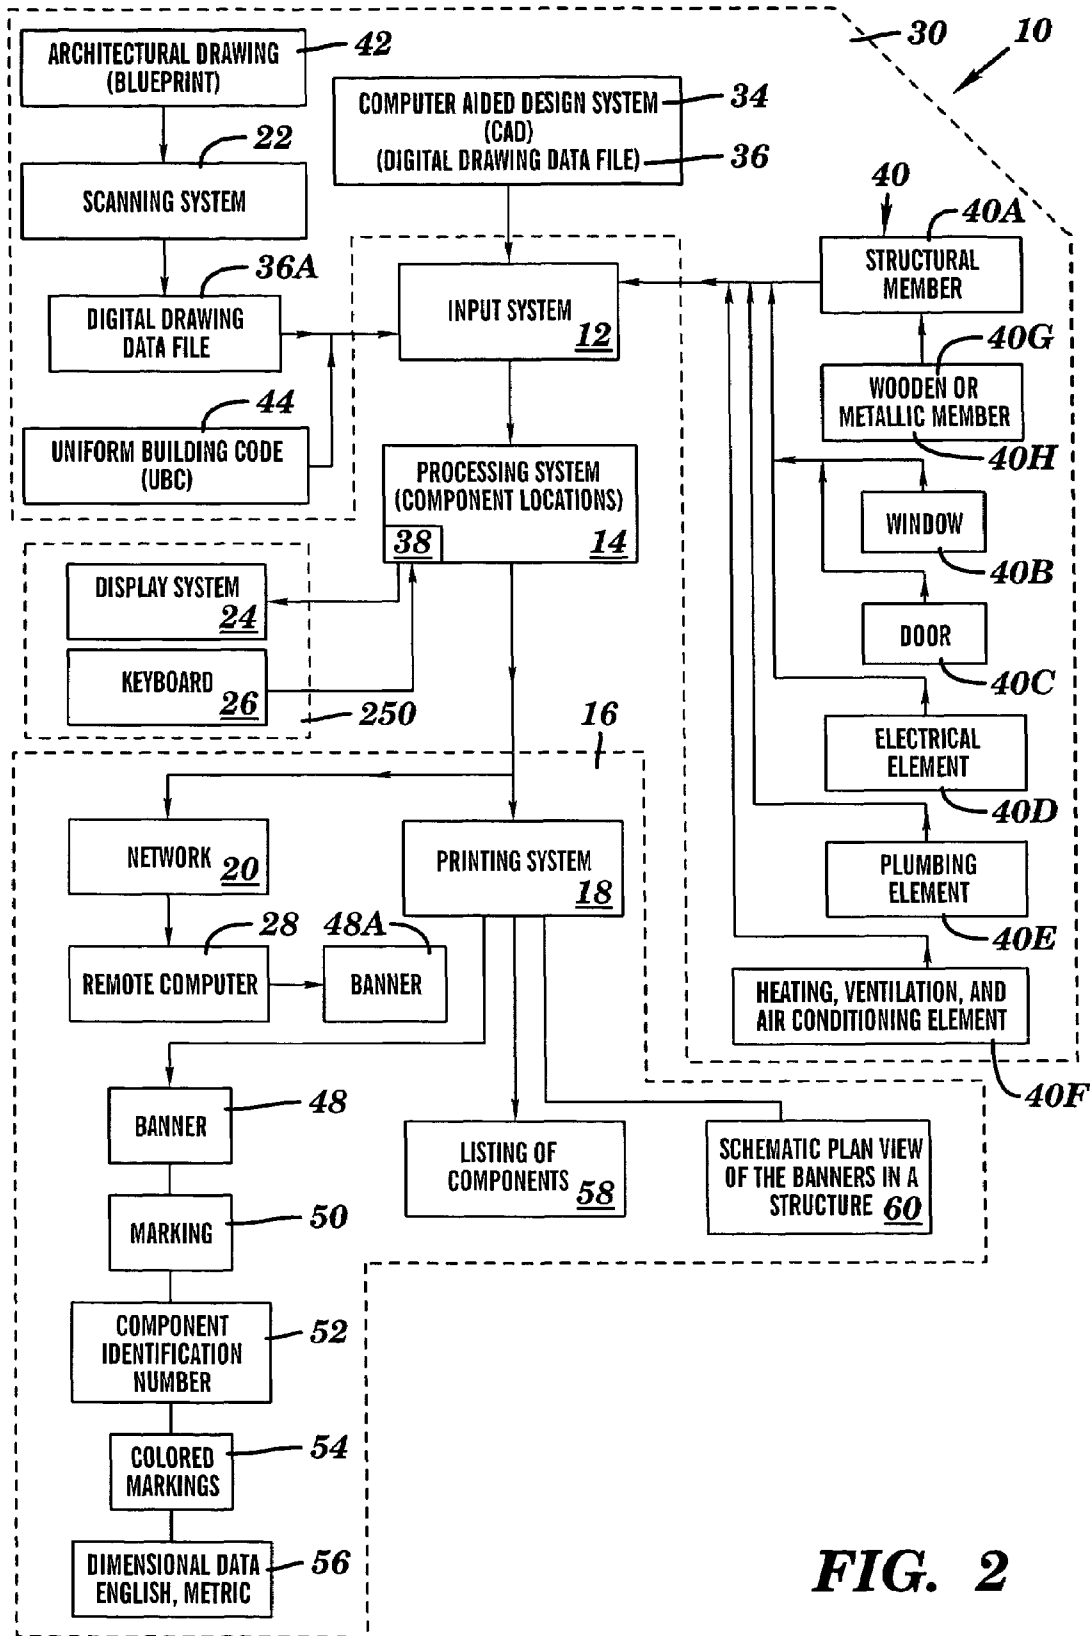 30
10
ARCHITECTURAL DRAWING
(BLUEPRINT)
42
COMPUTER AIDED DESIGN SYSTEM
(CAD)
(DIGITAL DRAWING DATA FILE)
34
36
22
SCANNING SYSTEM
40
40A
STRUCTURAL
MEMBER
36A
DIGITAL DRAWING
DATA FILE
INPUT SYSTEM
12
40G
WOODEN OR
METALLIC MEMBER
40H
44
UNIFORM BUILDING CODE
(UBC)
PROCESSING SYSTEM
(COMPONENT LOCATIONS)
38
14
WINDOW
40B
DISPLAY SYSTEM
24
DOOR
40C
KEYBOARD
26
250
16
ELECTRICAL
ELEMENT
40D
NETWORK
20
PRINTING SYSTEM
18
PLUMBING
ELEMENT
40E
28
48A
REMOTE COMPUTER
BANNER
HEATING, VENTILATION, AND
AIR CONDITIONING ELEMENT
40F
BANNER
48
LISTING OF
COMPONENTS
58
SCHEMATIC PLAN VIEW
OF THE BANNERS IN A
STRUCTURE 60
MARKING
50
COMPONENT
IDENTIFICATION
NUMBER
52
COLORED
MARKINGS
54
DIMENSIONAL DATA
ENGLISH, METRIC
56
FIG. 2